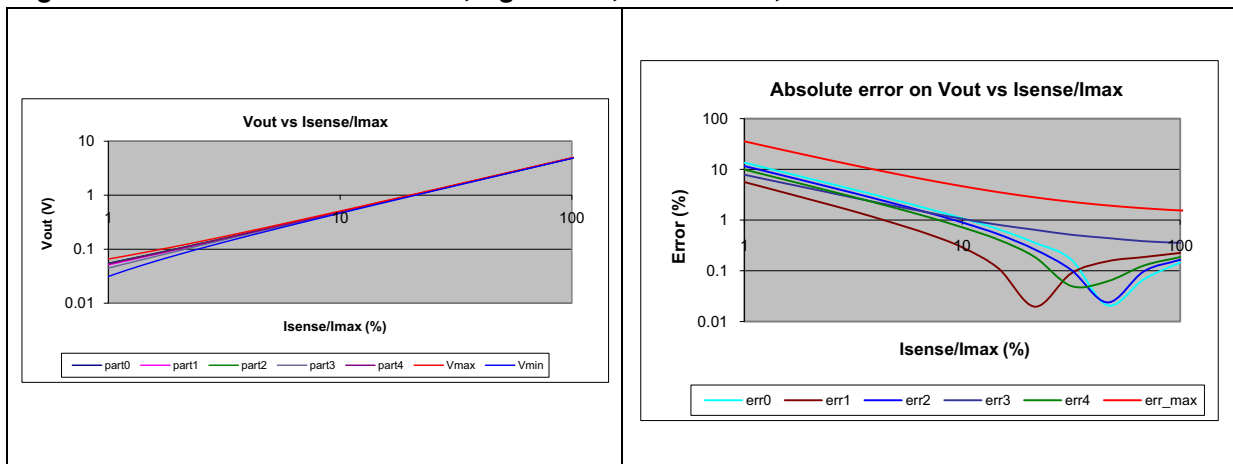 Vout vs Isense/Imax
10
1
0.1
0.01
1
10
100
Vout (V)
Isense/Imax (%)
part0 part1 part2 part3 part4 Vmax Vmin
Absolute error on Vout vs Isense/Imax
100
10
1
0.1
0.01
1
10
100
Error (%)
Isense/Imax (%)
err0 err1 err2 err3 err4 err_max